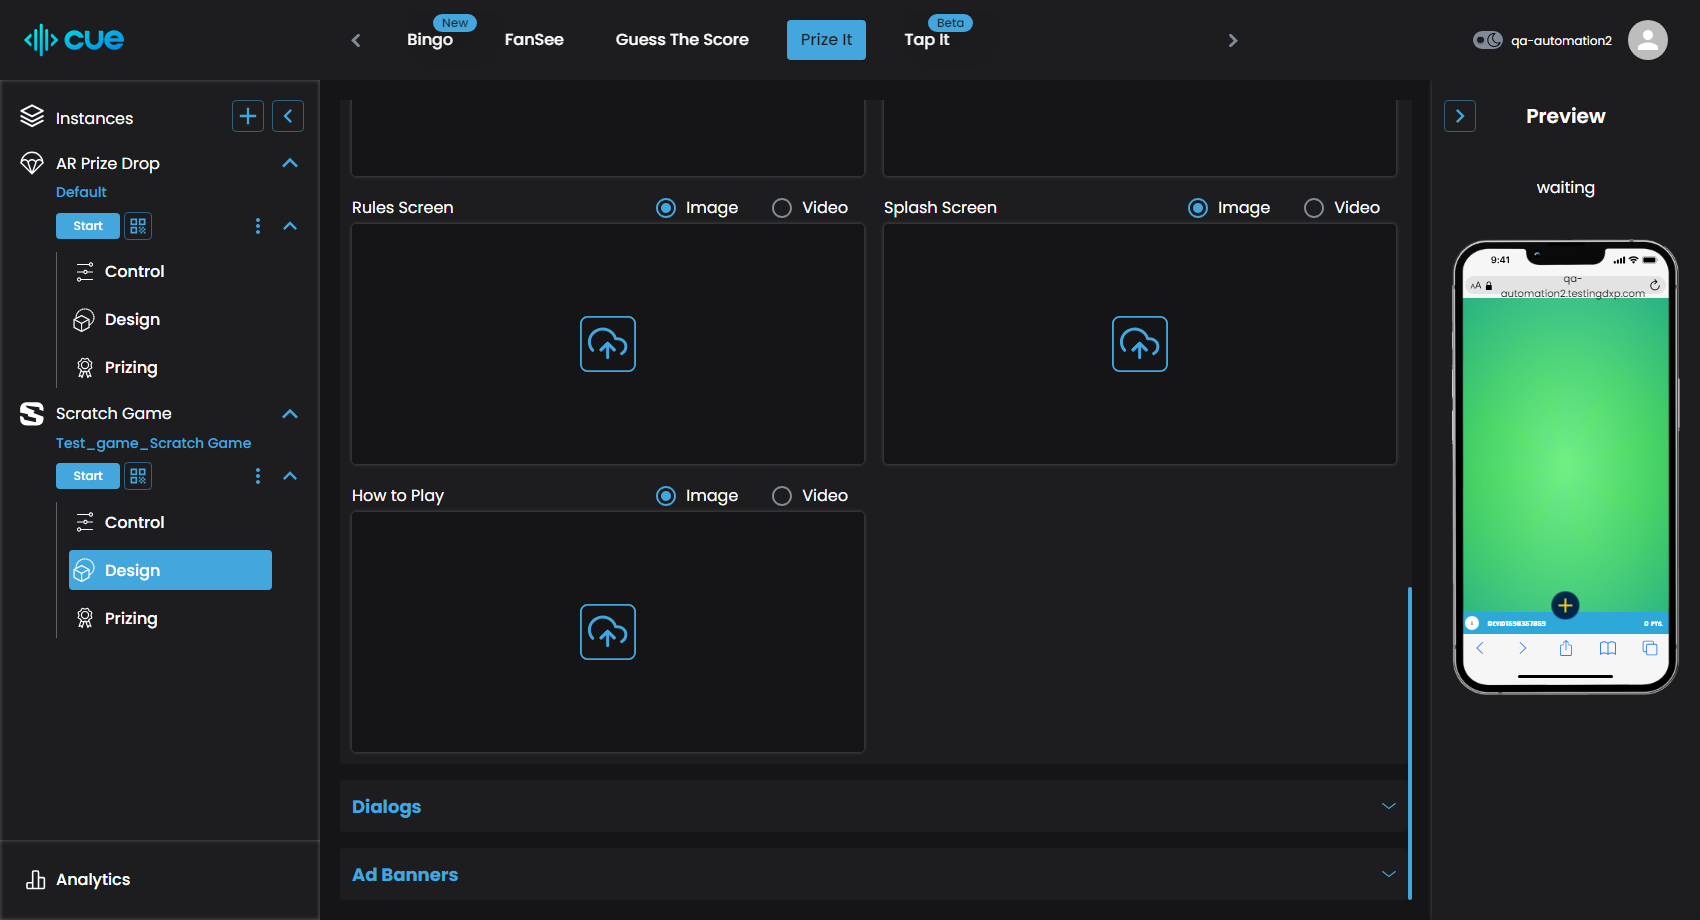 cue
Bingo
New
FanSee
Guess The Score
Prize It
Tap It
Beta
qa-automation2
Instances
AR Prize Drop
Default
Start
Control
Design
Prizing
Scratch Game
Test_game_Scratch Game
Start
Control
Design
Prizing
Analytics
Rules Screen
Image
Video
Splash Screen
Image
Video
How to Play
Image
Video
Dialogs
Ad Banners
Preview
waiting
9:41
AA
qa-
automation2.testingdxp.com
0 PTS.